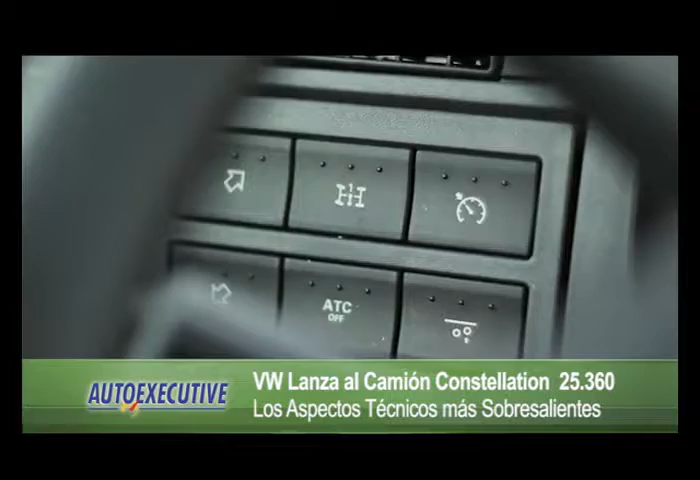 ATC
OFF
AUTOEXECUTIVE
VW Lanza al Camión Constellation 25.360
Los Aspectos Técnicos más Sobresalientes